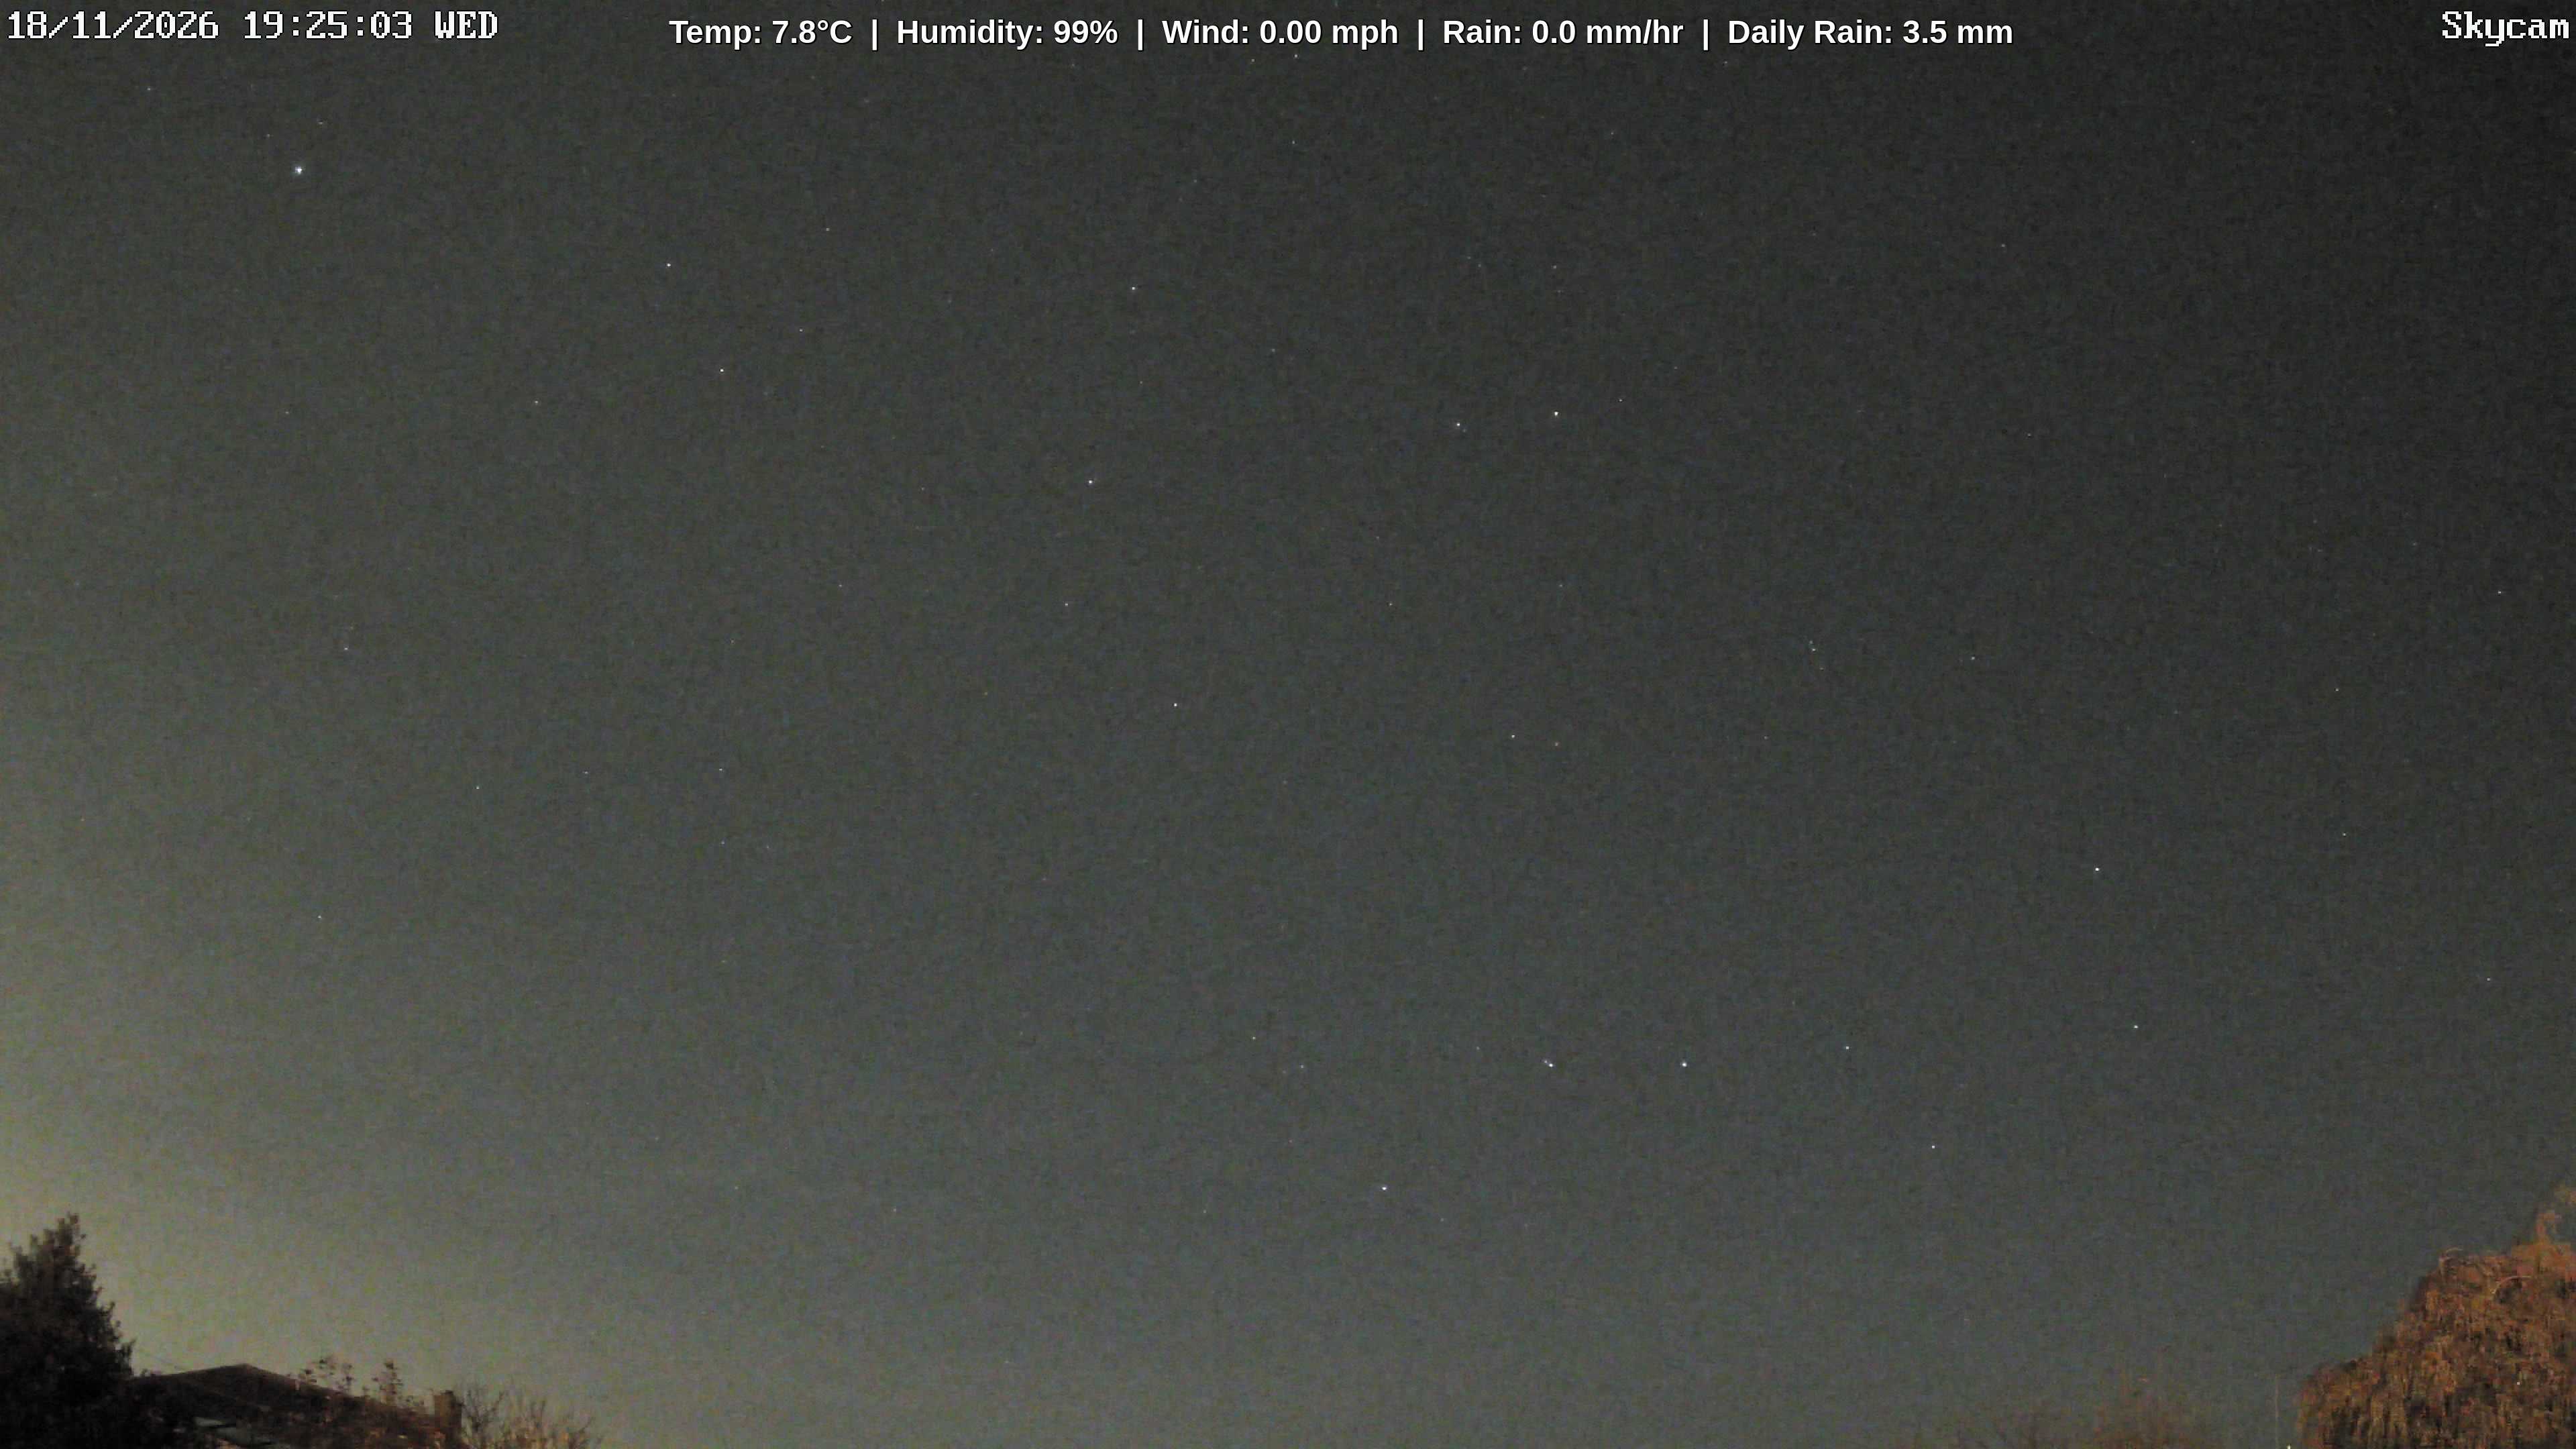 18/11/2026 19:25:03 WED
Temp: 7.8°C | Humidity: 99% | Wind: 0.00 mph | Rain: 0.0 mm/hr | Daily Rain: 3.5 mm
Skycam